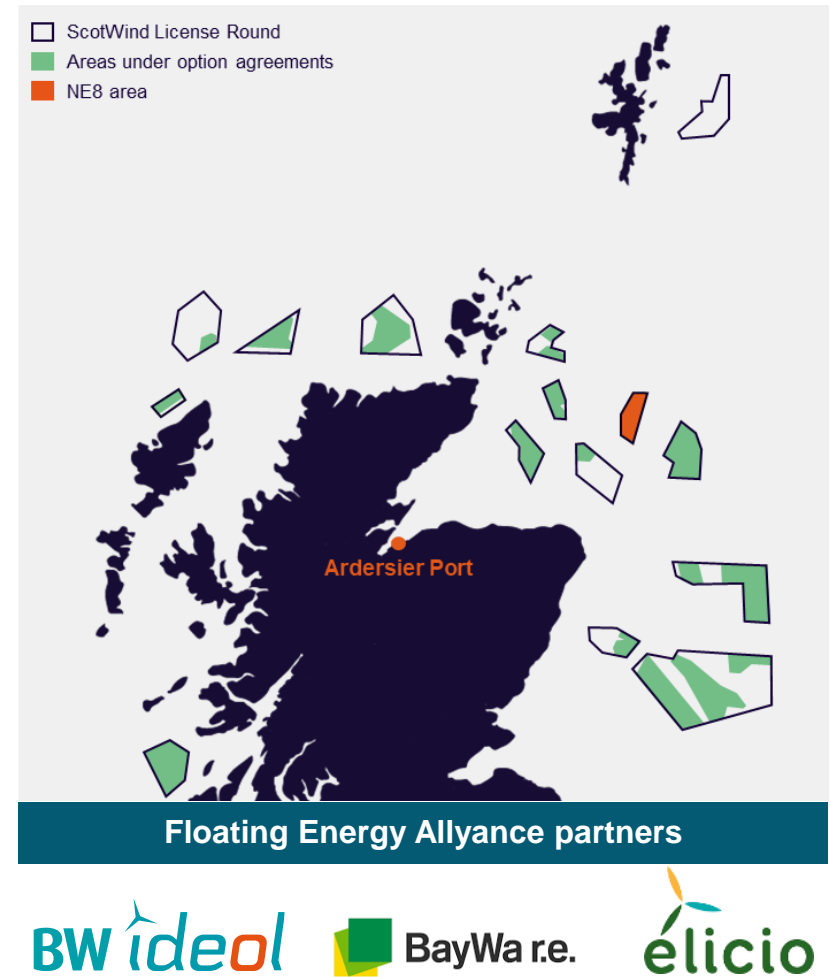 ScotWind License Round
Areas under option agreements
NE8 area
Ardersier Port
Floating Energy Allyance partners
BW ideol
BayWa r.e.
elicio